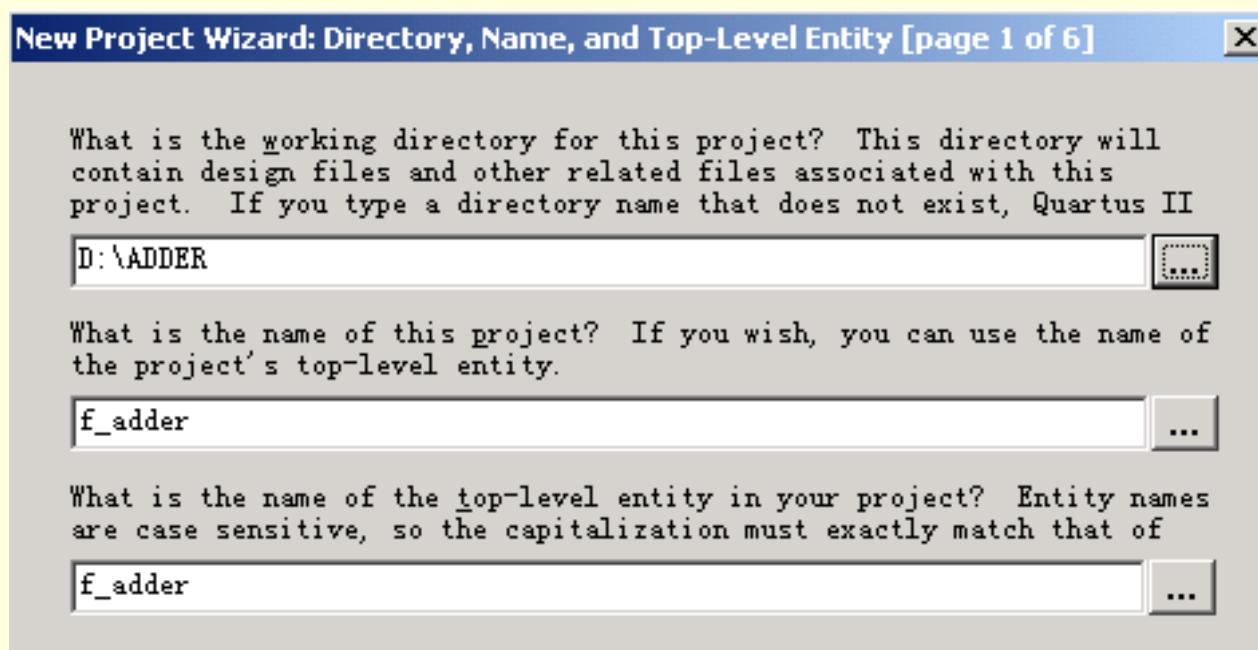 New Project Wizard: Directory, Name, and Top-Level Entity [page 1 of 6]
What is the working directory for this project? This directory will
contain design files and other related files associated with this
project. If you type a directory name that does not exist, Quartus II
D:\ADDER
...
What is the name of this project? If you wish, you can use the name of
the project's top-level entity.
f_adder
...
What is the name of the top-level entity in your project? Entity names
are case sensitive, so the capitalization must exactly match that of
f_adder
...